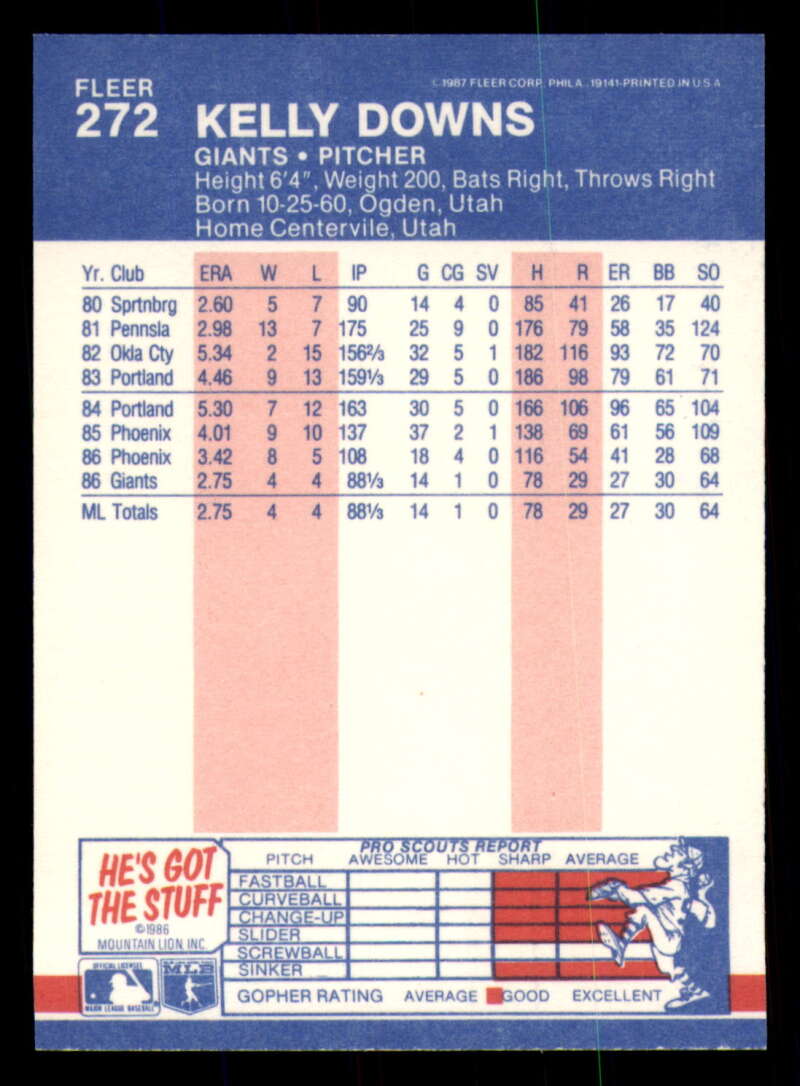 FLEER
272
©1987 FLEER CORP. PHILA., 19141-PRINTED IN U S A
KELLY DOWNS
GIANTS • PITCHER
Height 6'4", Weight 200, Bats Right, Throws Right
Born 10-25-60, Ogden, Utah
Home Centervile, Utah
Yr. Club ERA W L IP G CG SV H R ER BB SO
80 Sprtnbrg 2.60 5 7 90 14 4 0 85 41 26 17 40
81 Pennsla 2.98 13 7 175 25 9 0 176 79 58 35 124
82 Okla Cty 5.34 2 15 156⅔ 32 5 1 182 116 93 72 70
83 Portland 4.46 9 13 159⅓ 29 5 0 186 98 79 61 71
84 Portland 5.30 7 12 163 30 5 0 166 106 96 65 104
85 Phoenix 4.01 9 10 137 37 2 1 138 69 61 56 109
86 Phoenix 3.42 8 5 108 18 4 0 116 54 41 28 68
86 Giants 2.75 4 4 88⅓ 14 1 0 78 29 27 30 64
ML Totals 2.75 4 4 88⅓ 14 1 0 78 29 27 30 64
HE'S GOT
THE STUFF
©1986
MOUNTAIN LION, INC.
OFFICIAL LICENSEE
MAJOR LEAGUE BASEBALL
MLB
PRO SCOUTS REPORT
PITCH AWESOME HOT SHARP AVERAGE
FASTBALL
CURVEBALL
CHANGE-UP
SLIDER
SCREWBALL
SINKER
GOPHER RATING AVERAGE GOOD EXCELLENT